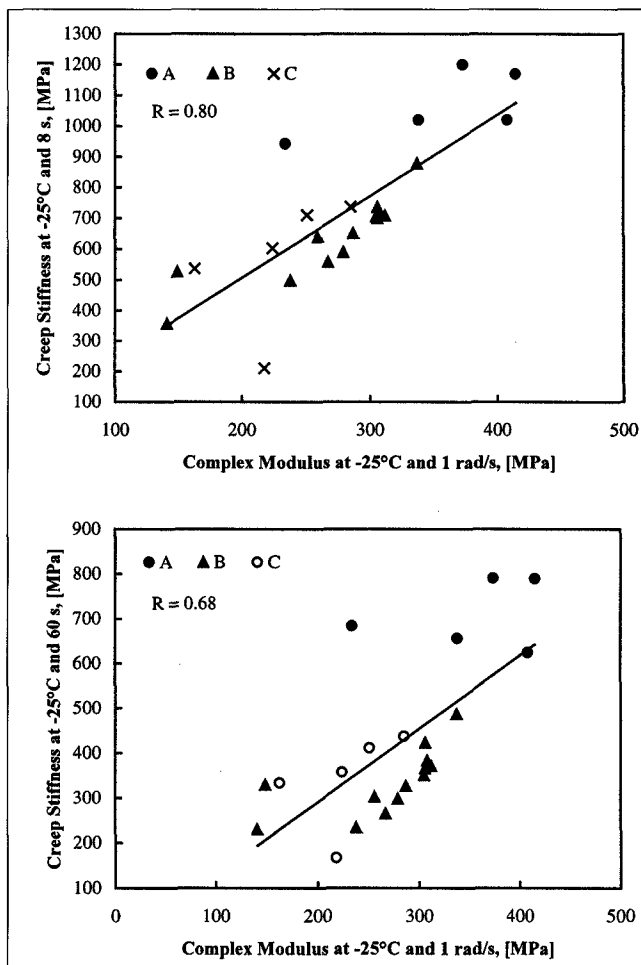 1300
1200
1100
1000
900
800
700
600
500
400
300
200
100
A B C
R = 0.80
Creep Stiffness at -25°C and 8 s, [MPa]
100 200 300 400 500
Complex Modulus at -25°C and 1 rad/s, [MPa]
900
800
700
600
500
400
300
200
100
A B C
R = 0.68
Creep Stiffness at -25°C and 60 s, [MPa]
0 100 200 300 400 500
Complex Modulus at -25°C and 1 rad/s, [MPa]